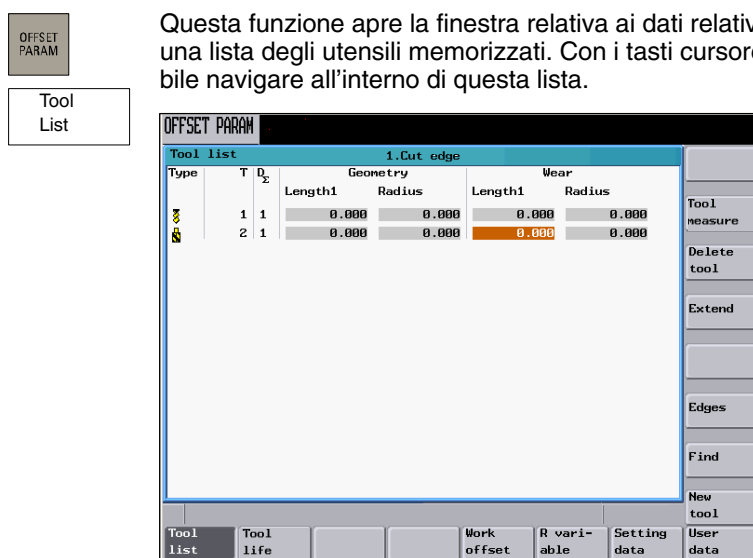 OFFSET
PARAM
Tool
List
Questa funzione apre la finestra relativa ai dati
una lista degli utensili memorizzati. Con i tasti
bile navigare all'interno di questa lista.
OFFSET PARAM
Tool list 1.Cut edge
Type T DΣ Geometry Wear
Length1 Radius Length1 Radius
1 1 0.000 0.000 0.000 0.000
2 1 0.000 0.000 0.000 0.000
Tool
measure
Delete
tool
Extend
Edges
Find
New
tool
Tool
list
Tool
life
Work
offset
R vari-
able
Setting
data
User
data